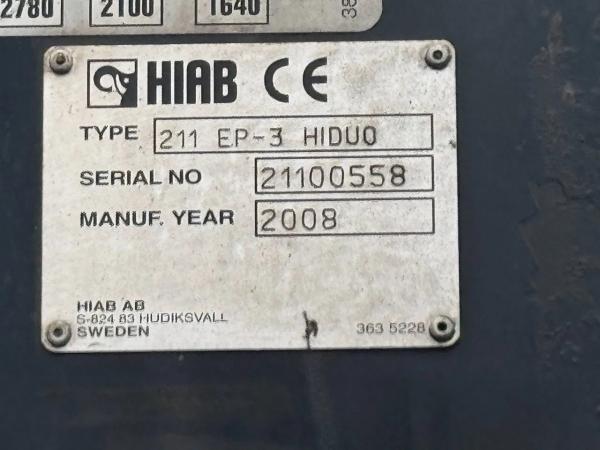 2780 2100 1640
HIAB CE
TYPE 211 EP-3 HIDUO
SERIAL NO 21100558
MANUF. YEAR 2008
HIAB AB
S-824 83 HUDIKSVALL
SWEDEN 363 5228